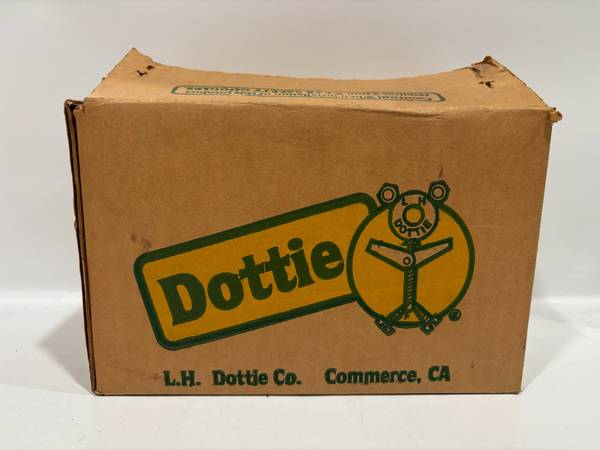 L H
DOTTIE
Dottie
®
L.H. Dottie Co. Commerce, CA